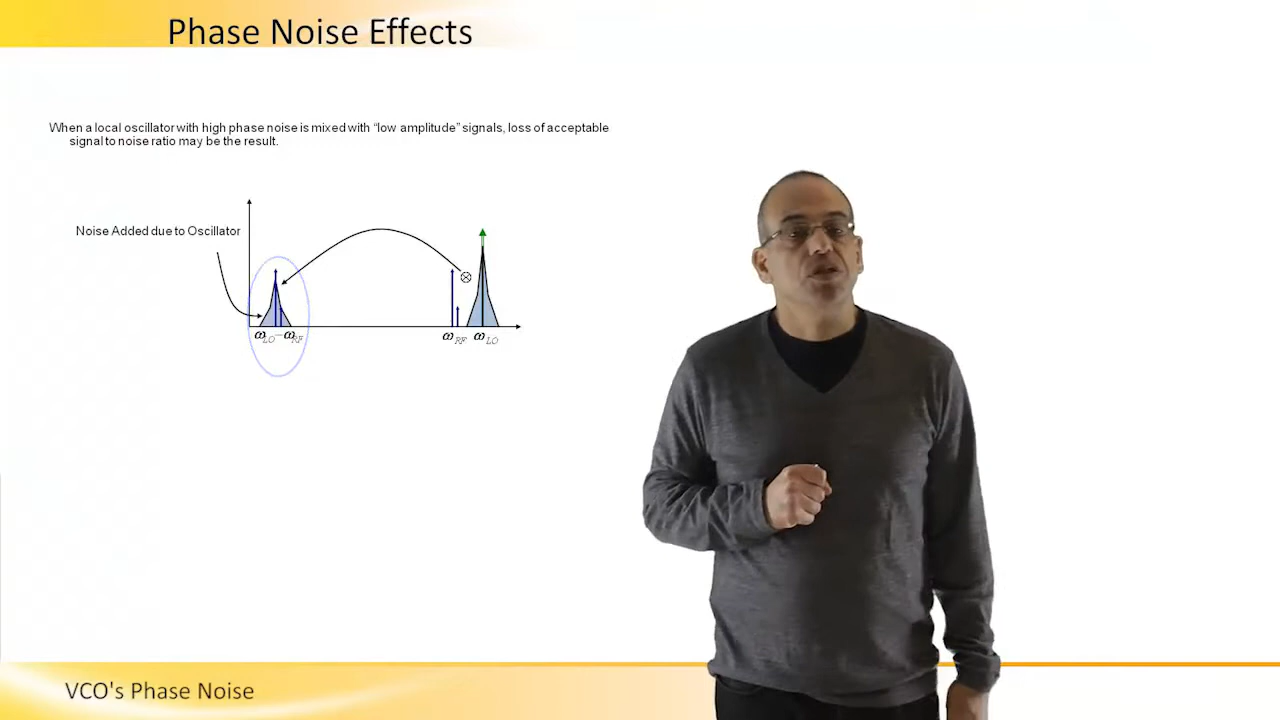 Phase Noise Effects
When a local oscillator with high phase noise is mixed with “low amplitude” signals, loss of acceptable
signal to noise ratio may be the result.
Noise Added due to Oscillator
ωLO−ωRF
ωRF ωLO
VCO's Phase Noise